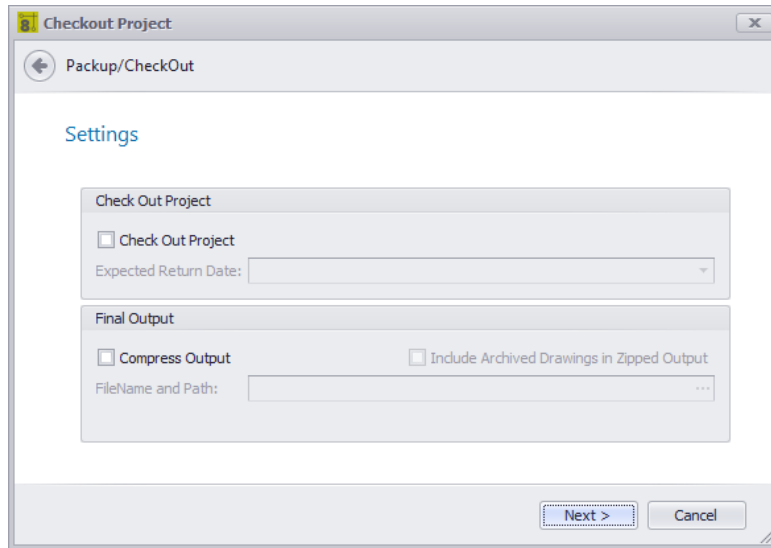 8 Checkout Project
Packup/CheckOut
Settings
Check Out Project
Check Out Project
Expected Return Date:
Final Output
Compress Output Include Archived Drawings in Zipped Output
FileName and Path: ...
Next > Cancel